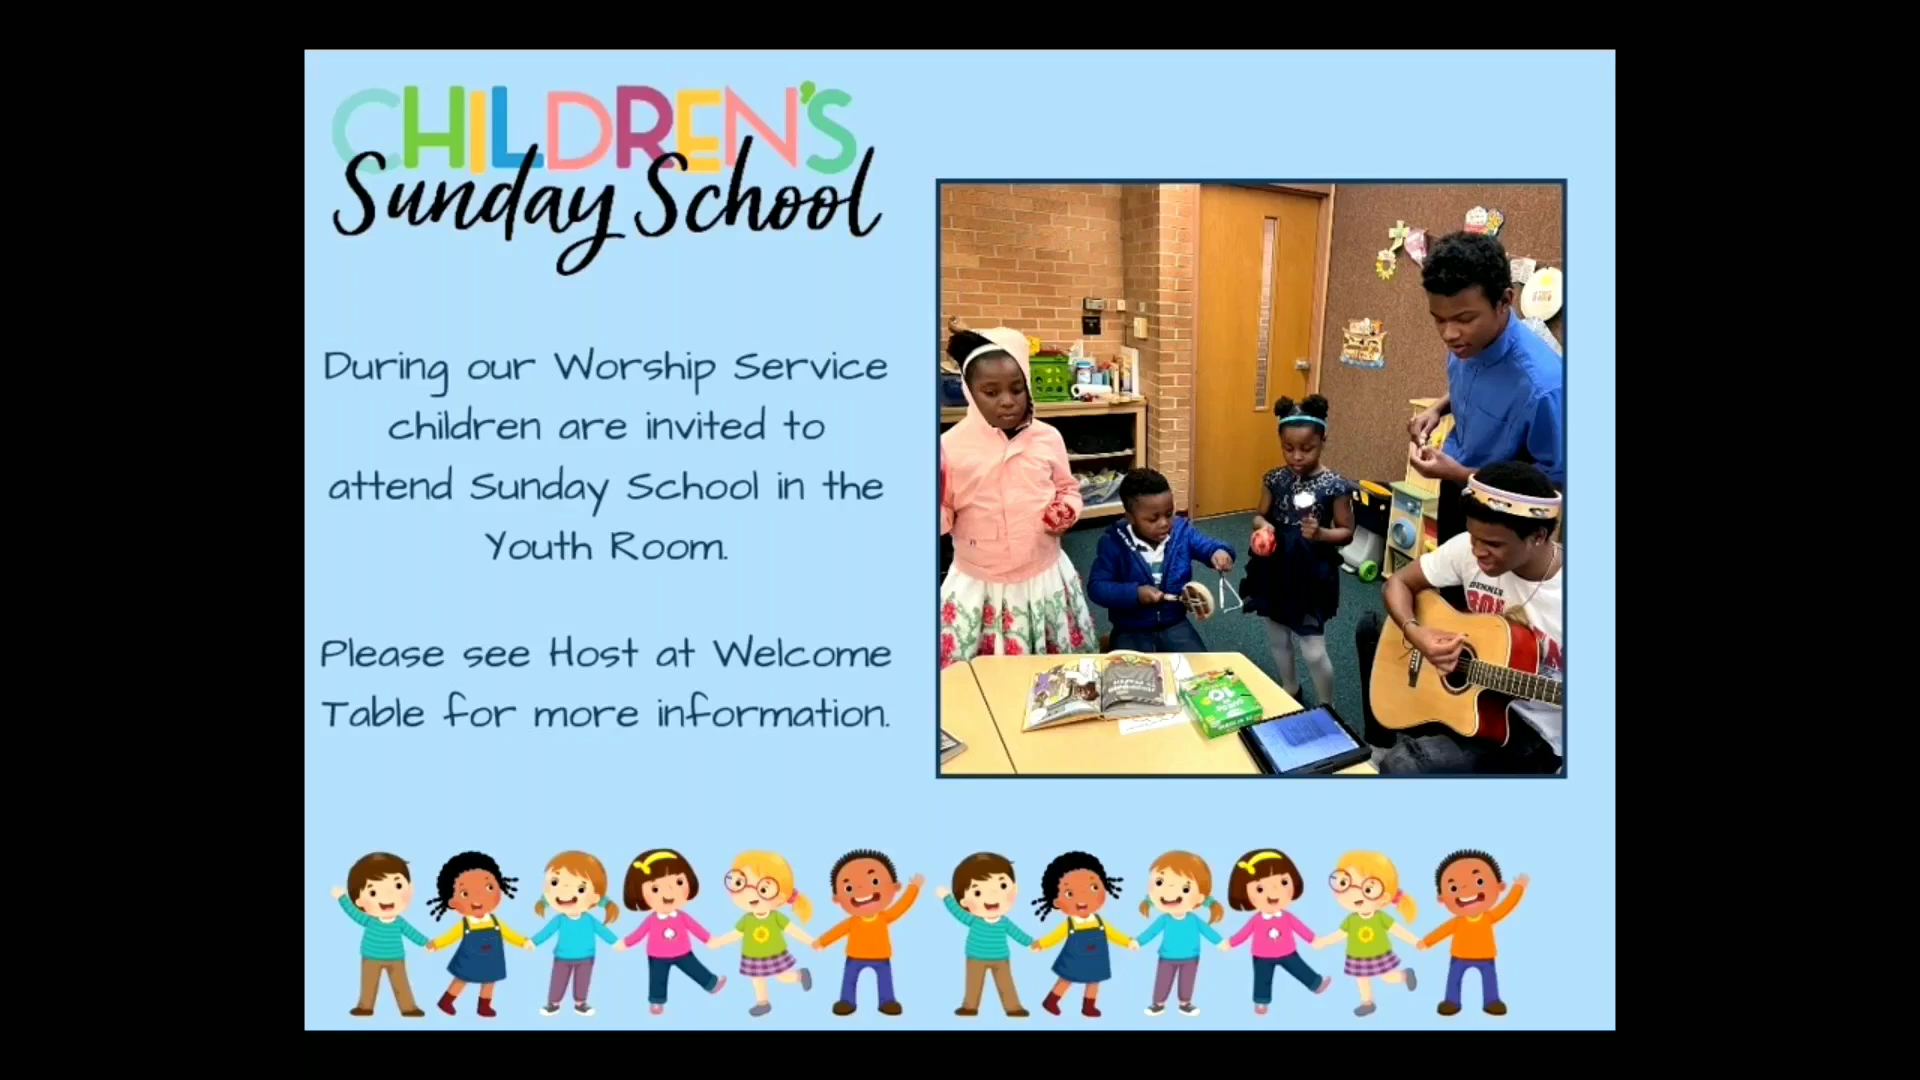 CHILDREN'S
Sunday School
During our Worship Service
children are invited to
attend Sunday School in the
Youth Room.
Please see Host at Welcome
Table for more information.